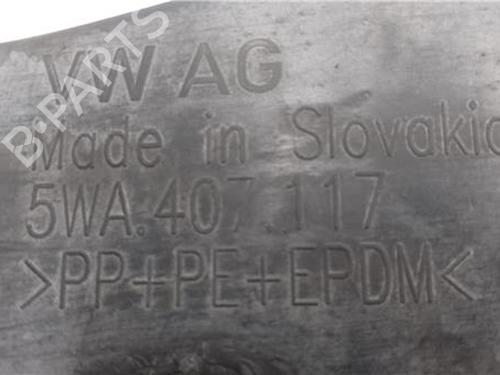 VW AG
Made in Slovakia
5WA.407.117
>PP+PE+EPDM<
B-Parts